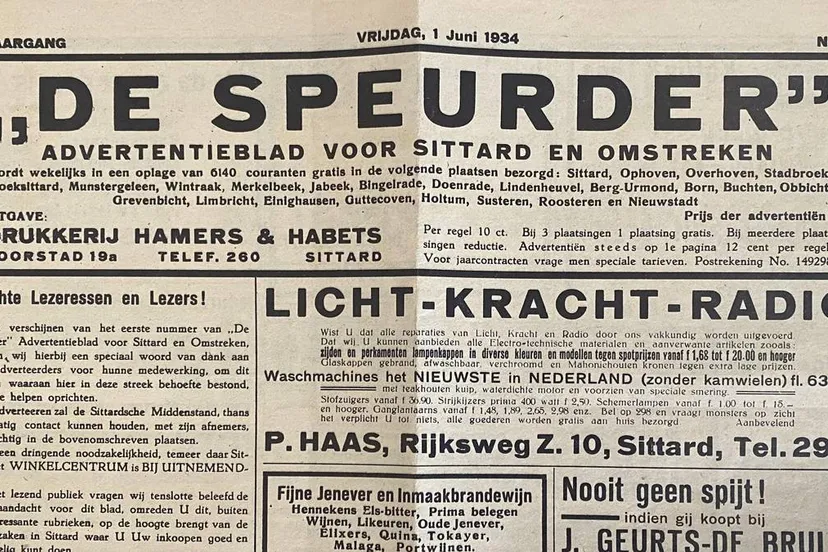 AARGANG
VRIJDAG, 1 Juni 1934
N
„DE SPEURDER”
ADVERTENTIEBLAD VOOR SITTARD EN OMSTREKEN
ordt wekelijks in een oplage van 6140 couranten gratis in de volgende plaatsen bezorgd: Sittard, Ophoven, Overhoven, Stadbroek
oeksittard, Munstergeleen, Wintraak, Merkelbeek, Jabeek, Bingelrade, Doenrade, Lindenheuvel, Berg-Urmond, Born, Buchten, Obbicht
Grevenbicht, Limbricht, Einighausen, Guttecoven, Holtum, Susteren, Roosteren en Nieuwstadt
TGAVE:
DRUKKERIJ HAMERS & HABETS
OORSTAD 19a TELEF. 260 SITTARD
Prijs der advertentiën
Per regel 10 ct. Bij 3 plaatsingen 1 plaatsing gratis. Bij meerdere plaat
singen reductie. Advertentiën steeds op 1e pagina 12 cent per regel
Voor jaarcontracten vrage men speciale tarieven. Postrekening No. 149298
hte Lezeressen en Lezers!
verschijnen van het eerste nummer van „De
er” Advertentieblad voor Sittard en Omstreken,
wij hierbij een speciaal woord van dank aan
dverteerders voor hunne medewerking, om dit
waaraan hier in deze streek behoefte bestond,
e helpen oprichten.
dverteeren zal de Sittardsche Middenstand, thans
atig contact kunnen houden, met zijn afnemers,
chtig in de bovenomschreven plaatsen.
een dringende noodzakelijkheid, temeer daar Sit-
t WINKELCENTRUM is BIJ UITNEMEND-
et lezend publiek vragen wij tenslotte beleefd de
aandacht voor dit blad, omreden U dit, buiten
ressante rubrieken, op de hoogte brengt van de
zaken in Sittard waar U Uw inkoopen goed en
elig kunt doen.
LICHT-KRACHT-RADIO
Wist U dat alle reparaties van Licht, Kracht en Radio door ons vakkundig worden uitgevoerd.
Dat wij U kunnen aanbieden alle Electro-technische materialen en aanverwante artikelen zooals:
zijden en perkamenten lampenkappen in diverse kleuren en modellen tegen spotprijzen vanaf f 1,68 tot f 20.00 en hooger
Glaskappen gebrand, afwaschbaar, verchroomd en Mahoniehouten kronen tegen extra lage prijzen.
Waschmachines het NIEUWSTE in NEDERLAND (zonder kamwielen) fl. 63
met teakhouten kuip, waterdichte motor en voorzien van speciale smering.
Stofzuigers vanaf f 36.90. Strijkijzers prima 400 watt f 2,50. Schemerlampen vanaf f. 1.00 tot f. 15.—
en hooger. Ganglantaarns vanaf f 1,48, 1,89, 2.65, 2.98 enz. Bel op 298 en vraagt monsters op zicht
het verplicht U tot niets, alle goederen worden gratis aan huis bezorgd Aanbevelend
P. HAAS, Rijksweg Z. 10, Sittard, Tel. 29
Fijne Jenever en Inmaakbrandewijn
Hennekens Els-bitter, Prima belegen
Wijnen, Likeuren, Oude Jenever,
Elixers, Quina, Tokayer,
Malaga, Portwijnen.
Nooit geen spijt!
indien gij koopt bij
J. GEURTS-DE BRUI